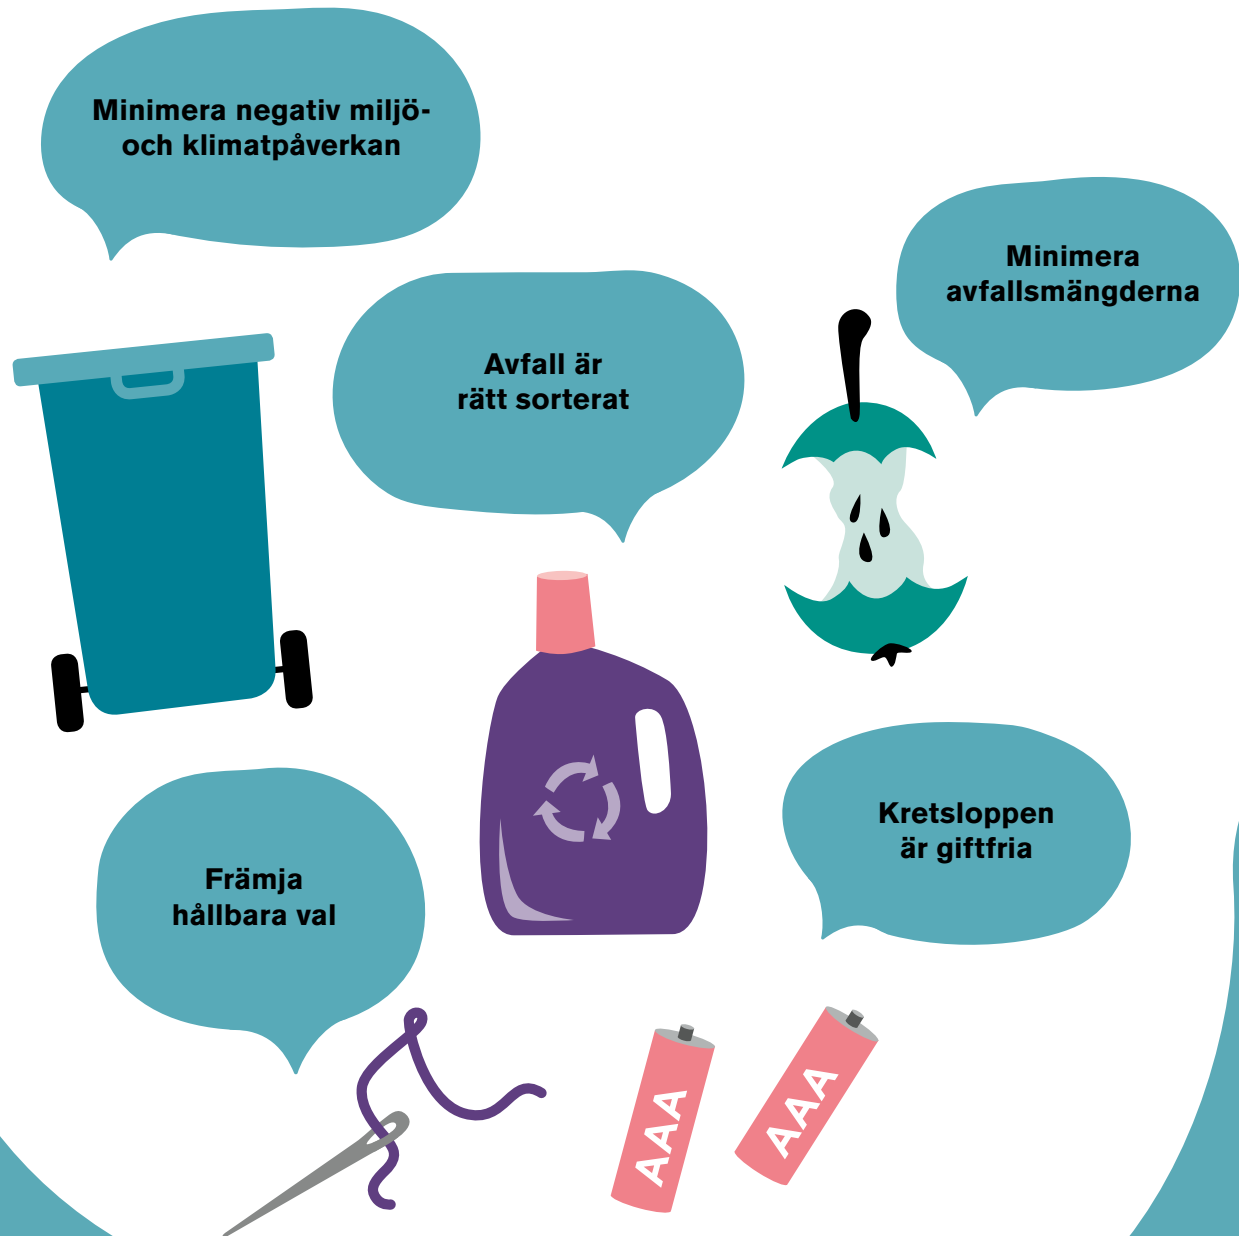 Minimera negativ miljö-
och klimatpåverkan
Minimera
avfallsmängderna
Avfall är
rätt sorterat
Kretsloppen
är giftfria
Främja
hållbara val
AAA
AAA